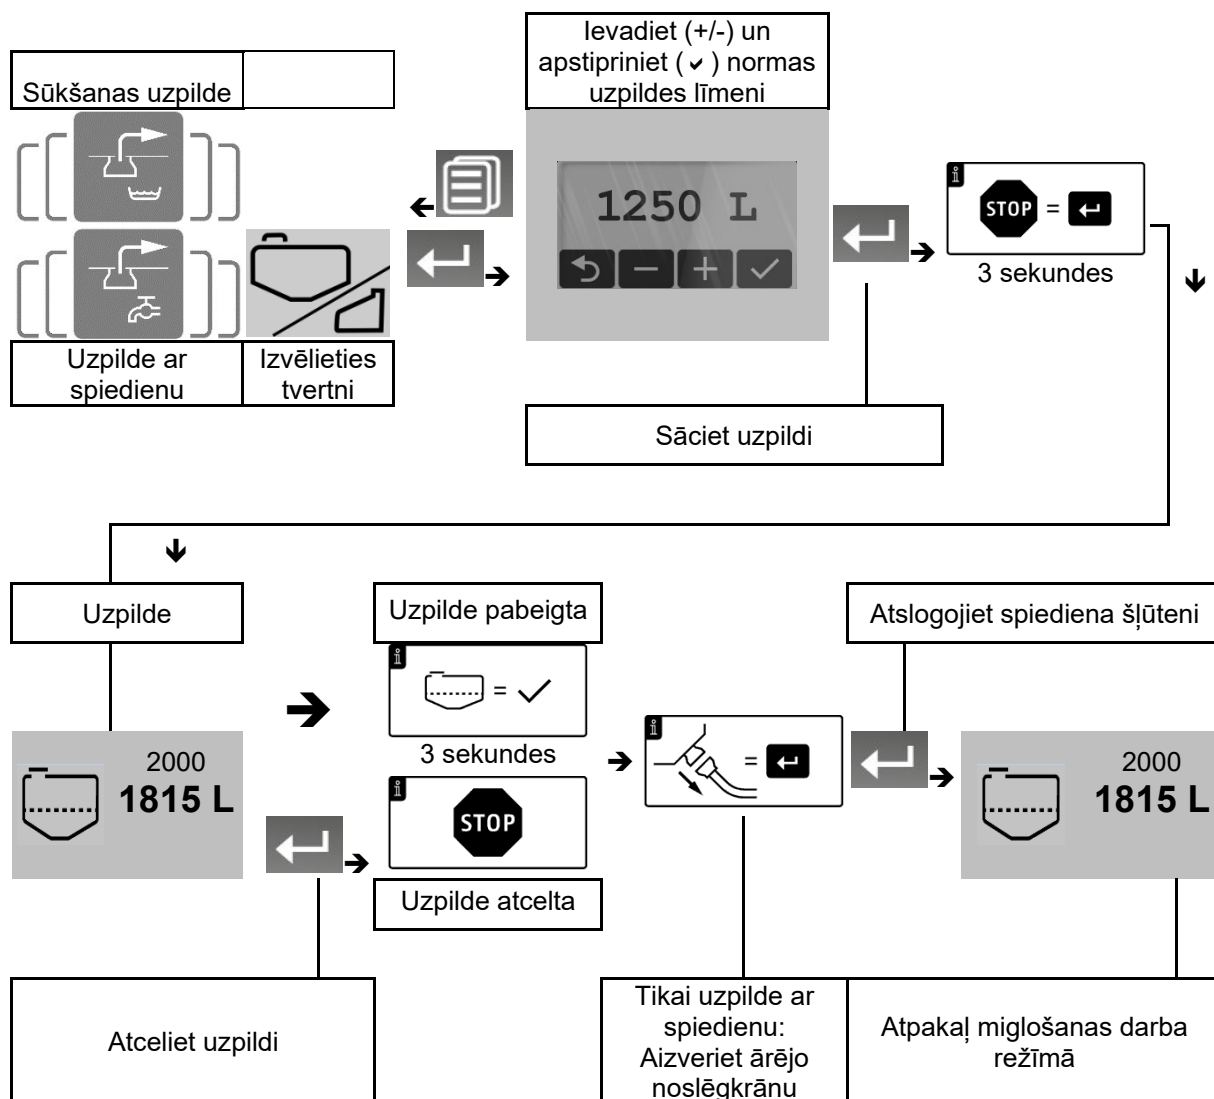 Sūkšanas uzpilde
Ievadiet (+/-) un
apstipriniet (✓) normas
uzpildes līmeni
1250 L
STOP =
3 sekundes
Uzpilde ar
spiedienu
Izvēlieties
tvertni
Sāciet uzpildi
Uzpilde
2000
1815 L
Uzpilde pabeigta
=
3 sekundes
STOP
Uzpilde atcelta
Atceliet uzpildi
=
Tikai uzpilde ar
spiedienu:
Aizveriet ārējo
noslēgkrānu
Atslogojiet spiediena šļūteni
2000
1815 L
Atpakaļ miglošanas darba
režīmā